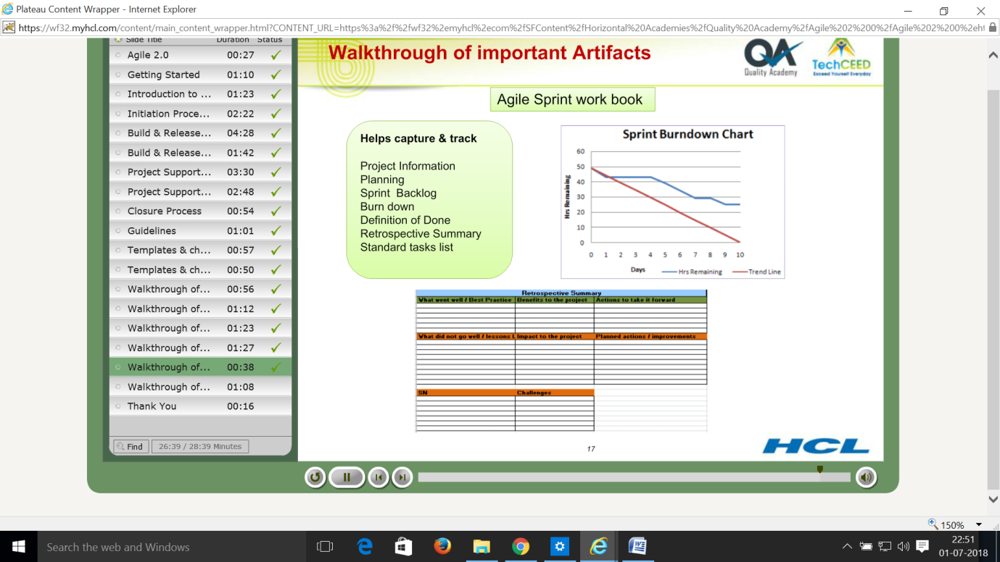 Plateau Content Wrapper - Internet Explorer
https://wf32.myhcl.com/content/main_content_wrapper.html?CONTENT_URL=https%3a%2f%2fwf32%2emyhcl%2ecom%2fSFContent%2fHorizontal%20Academies%2fQuality%20Academy%2fAgile%202%200%2fAgile%202%200%2eht
Slide Title Duration Status
Agile 2.0 00:27
Getting Started 01:10
Introduction to ... 01:23
Initiation Proce... 02:22
Build & Release... 04:28
Build & Release... 01:42
Project Support... 03:30
Project Support... 02:48
Closure Process 00:54
Guidelines 01:01
Templates & ch... 00:57
Templates & ch... 00:50
Walkthrough of... 00:56
Walkthrough of... 01:12
Walkthrough of... 01:23
Walkthrough of... 01:27
Walkthrough of... 00:38
Walkthrough of... 01:08
Thank You 00:16
Find 26:39 / 28:39 Minutes
Walkthrough of important Artifacts
QA
Quality Academy
TechCEED
Exceed Yourself Everyday
Agile Sprint work book
Helps capture & track
Project Information
Planning
Sprint Backlog
Burn down
Definition of Done
Retrospective Summary
Standard tasks list
Sprint Burndown Chart
Hrs Remaining
60
50
40
30
20
10
0
0 1 2 3 4 5 6 7 8 9 10
Days
Hrs Remaining Trend Line
Retrospective Summary
What went well / Best Practice Benefits to the project Actions to take it forward
What did not go well / lessons L Impact to the project Planned actions / improvements
SN Challenges
17
HCL
150%
Search the web and Windows
22:51
01-07-2018